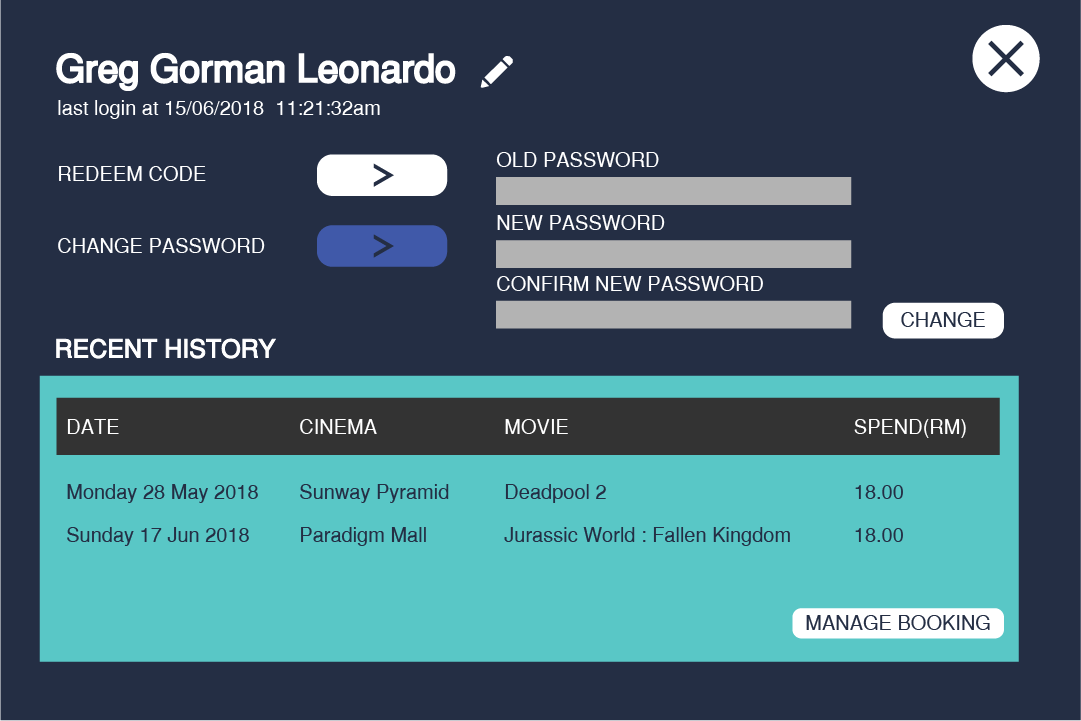 Greg Gorman Leonardo
last login at 15/06/2018  11:21:32am
REDEEM CODE
>
CHANGE PASSWORD
>
OLD PASSWORD
NEW PASSWORD
CONFIRM NEW PASSWORD
CHANGE
RECENT HISTORY
DATE CINEMA MOVIE SPEND(RM)
Monday 28 May 2018 Sunway Pyramid Deadpool 2 18.00
Sunday 17 Jun 2018 Paradigm Mall Jurassic World : Fallen Kingdom 18.00
MANAGE BOOKING